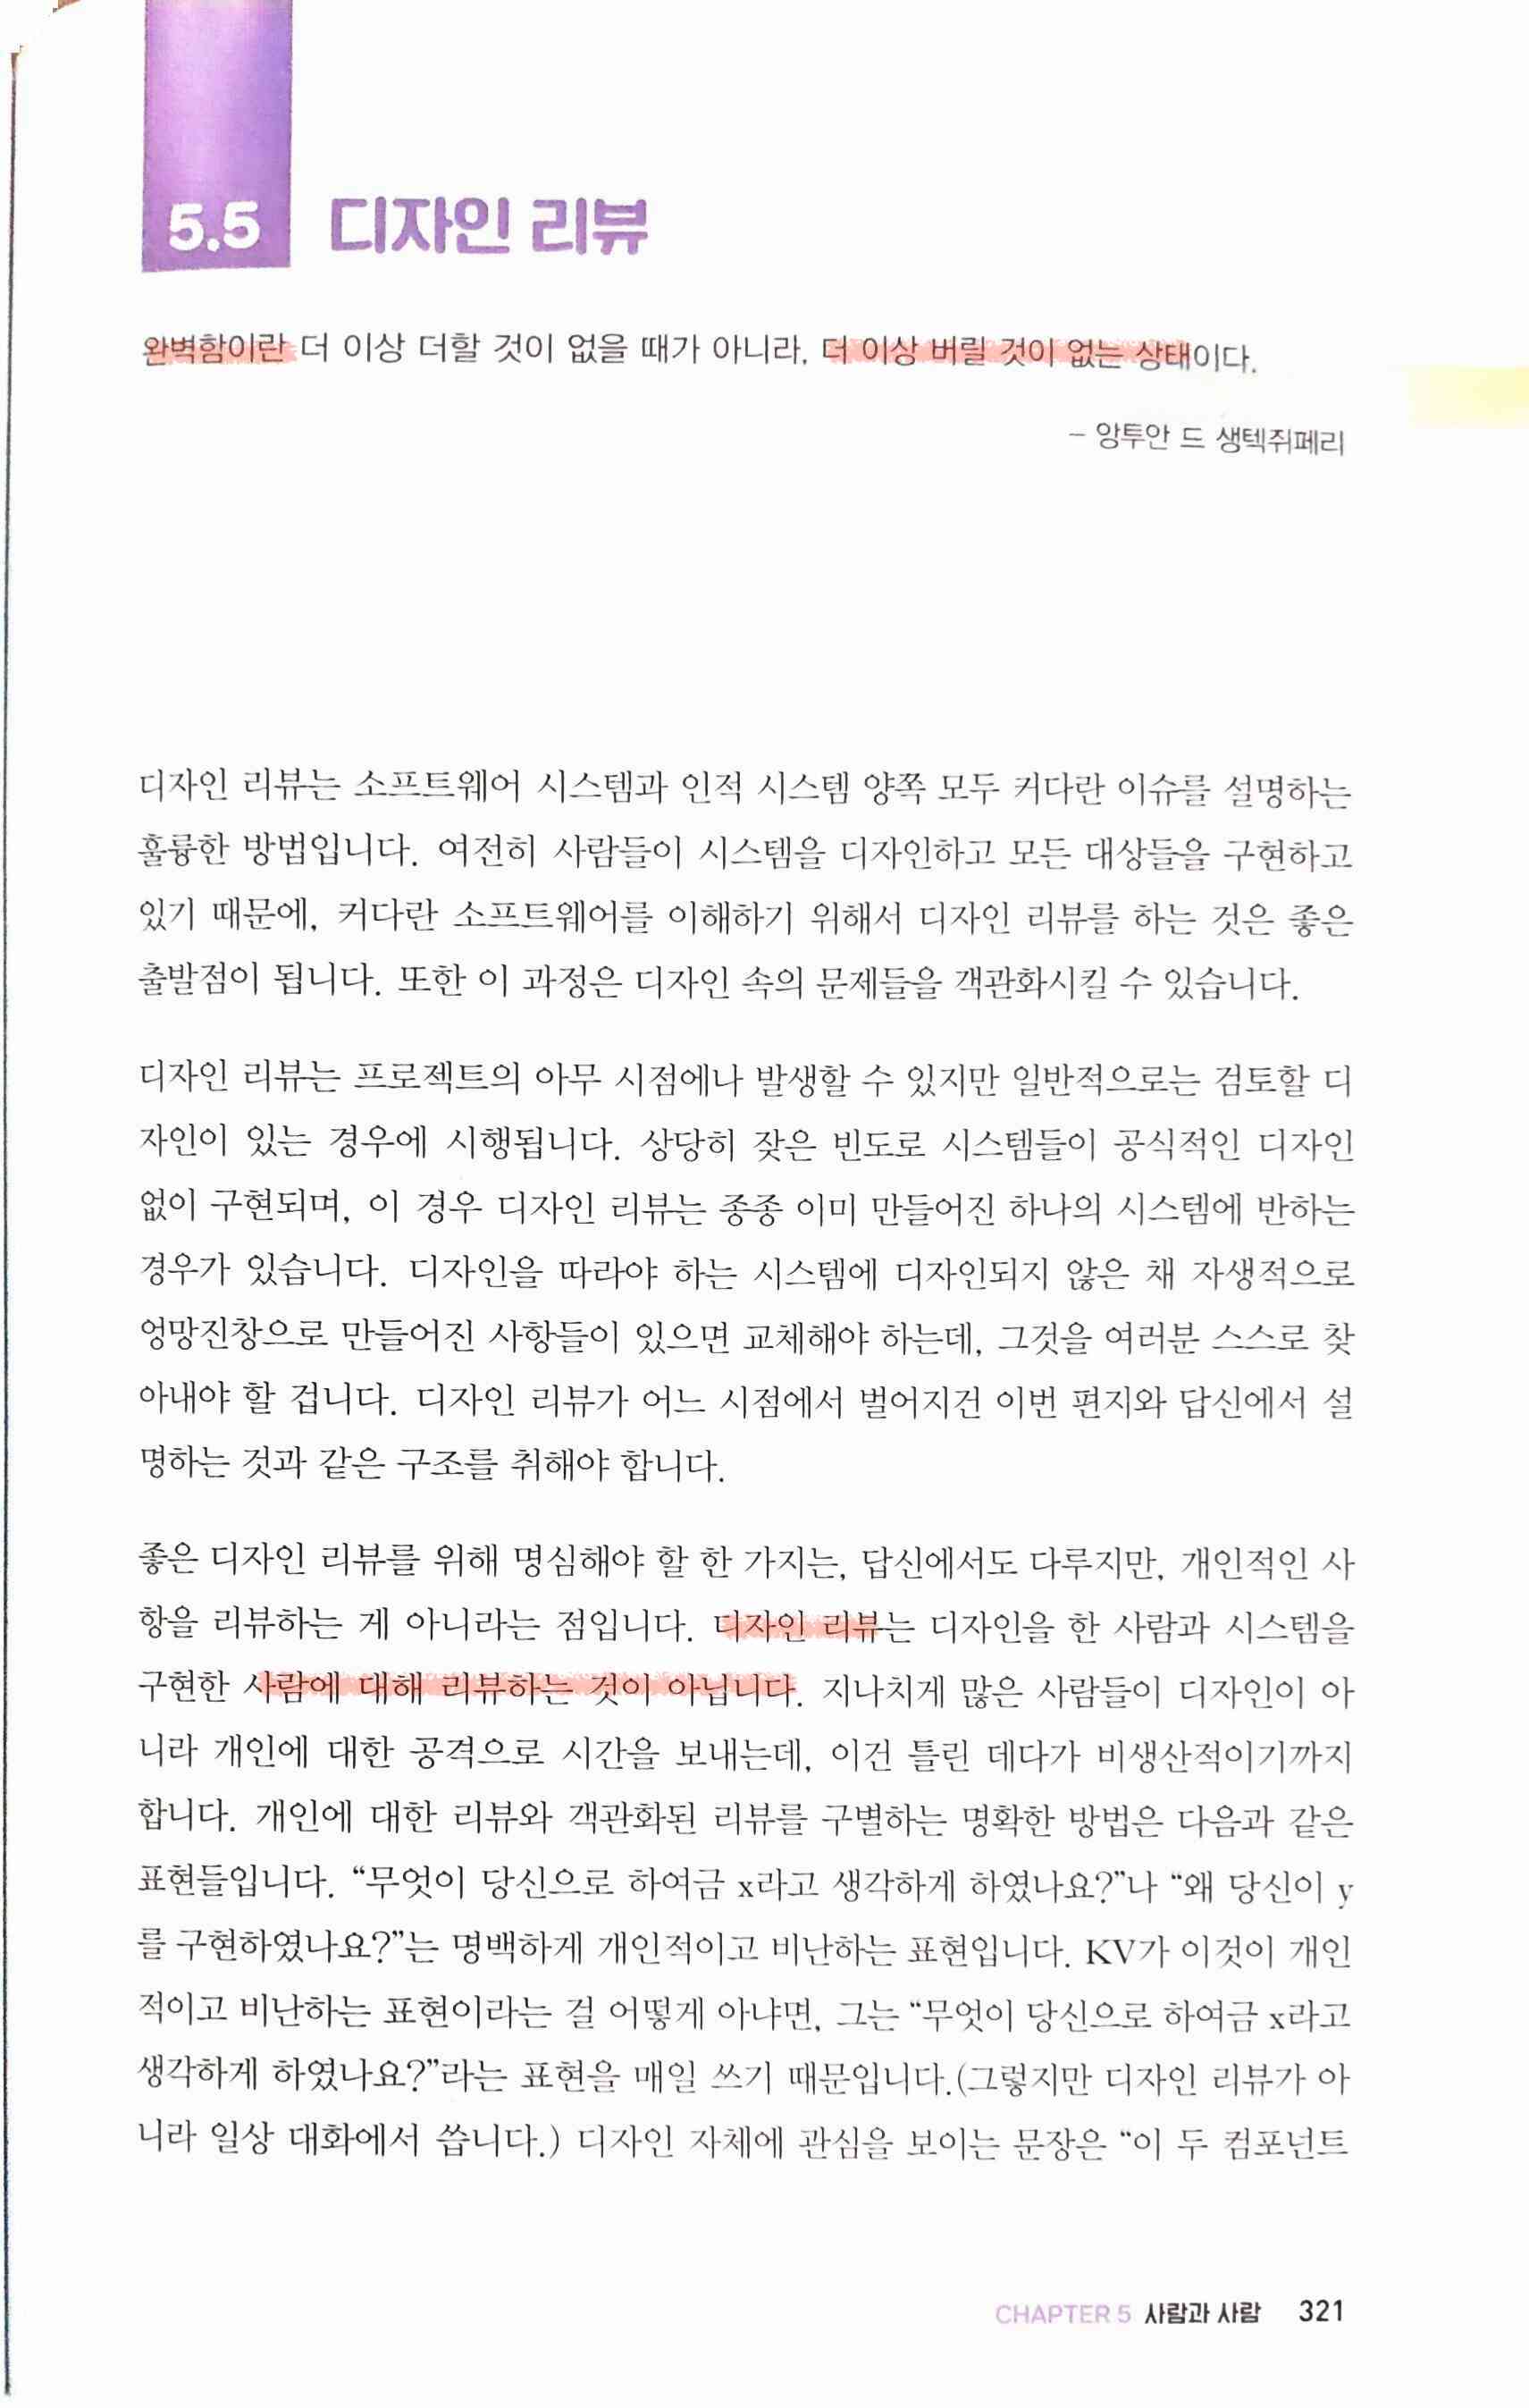 5.5 디자인 리뷰
완벽함이란 더 이상 더할 것이 없을 때가 아니라, 더 이상 버릴 것이 없는 상태이다.
– 앙투안 드 생텍쥐페리
디자인 리뷰는 소프트웨어 시스템과 인적 시스템 양쪽 모두 커다란 이슈를 설명하는
훌륭한 방법입니다. 여전히 사람들이 시스템을 디자인하고 모든 대상들을 구현하고
있기 때문에, 커다란 소프트웨어를 이해하기 위해서 디자인 리뷰를 하는 것은 좋은
출발점이 됩니다. 또한 이 과정은 디자인 속의 문제들을 객관화시킬 수 있습니다.
디자인 리뷰는 프로젝트의 아무 시점에나 발생할 수 있지만 일반적으로는 검토할 디
자인이 있는 경우에 시행됩니다. 상당히 잦은 빈도로 시스템들이 공식적인 디자인
없이 구현되며, 이 경우 디자인 리뷰는 종종 이미 만들어진 하나의 시스템에 반하는
경우가 있습니다. 디자인을 따라야 하는 시스템에 디자인되지 않은 채 자생적으로
엉망진창으로 만들어진 사항들이 있으면 교체해야 하는데, 그것을 여러분 스스로 찾
아내야 할 겁니다. 디자인 리뷰가 어느 시점에서 벌어지건 이번 편지와 답신에서 설
명하는 것과 같은 구조를 취해야 합니다.
좋은 디자인 리뷰를 위해 명심해야 할 한 가지는, 답신에서도 다루지만, 개인적인 사
항을 리뷰하는 게 아니라는 점입니다. 디자인 리뷰는 디자인을 한 사람과 시스템을
구현한 사람에 대해 리뷰하는 것이 아닙니다. 지나치게 많은 사람들이 디자인이 아
니라 개인에 대한 공격으로 시간을 보내는데, 이건 틀린 데다가 비생산적이기까지
합니다. 개인에 대한 리뷰와 객관화된 리뷰를 구별하는 명확한 방법은 다음과 같은
표현들입니다. “무엇이 당신으로 하여금 x라고 생각하게 하였나요?”나 “왜 당신이 y
를 구현하였나요?”는 명백하게 개인적이고 비난하는 표현입니다. KV가 이것이 개인
적이고 비난하는 표현이라는 걸 어떻게 아냐면, 그는 “무엇이 당신으로 하여금 x라고
생각하게 하였나요?”라는 표현을 매일 쓰기 때문입니다.(그렇지만 디자인 리뷰가 아
니라 일상 대화에서 씁니다.) 디자인 자체에 관심을 보이는 문장은 “이 두 컴포넌트
CHAPTER 5 사람과 사람 321